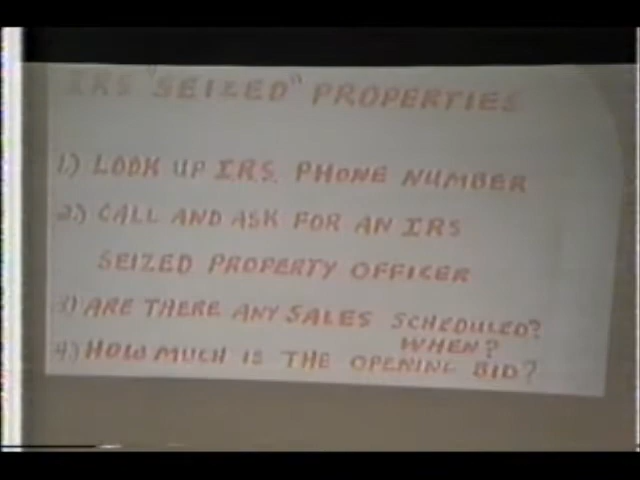 IRS "SEIZED" PROPERTIES
1.) LOOK UP IRS. PHONE NUMBER
2.) CALL AND ASK FOR AN IRS
SEIZED PROPERTY OFFICER
3) ARE THERE ANY SALES SCHEDULED?
WHEN?
4.) HOW MUCH IS THE OPENING BID?